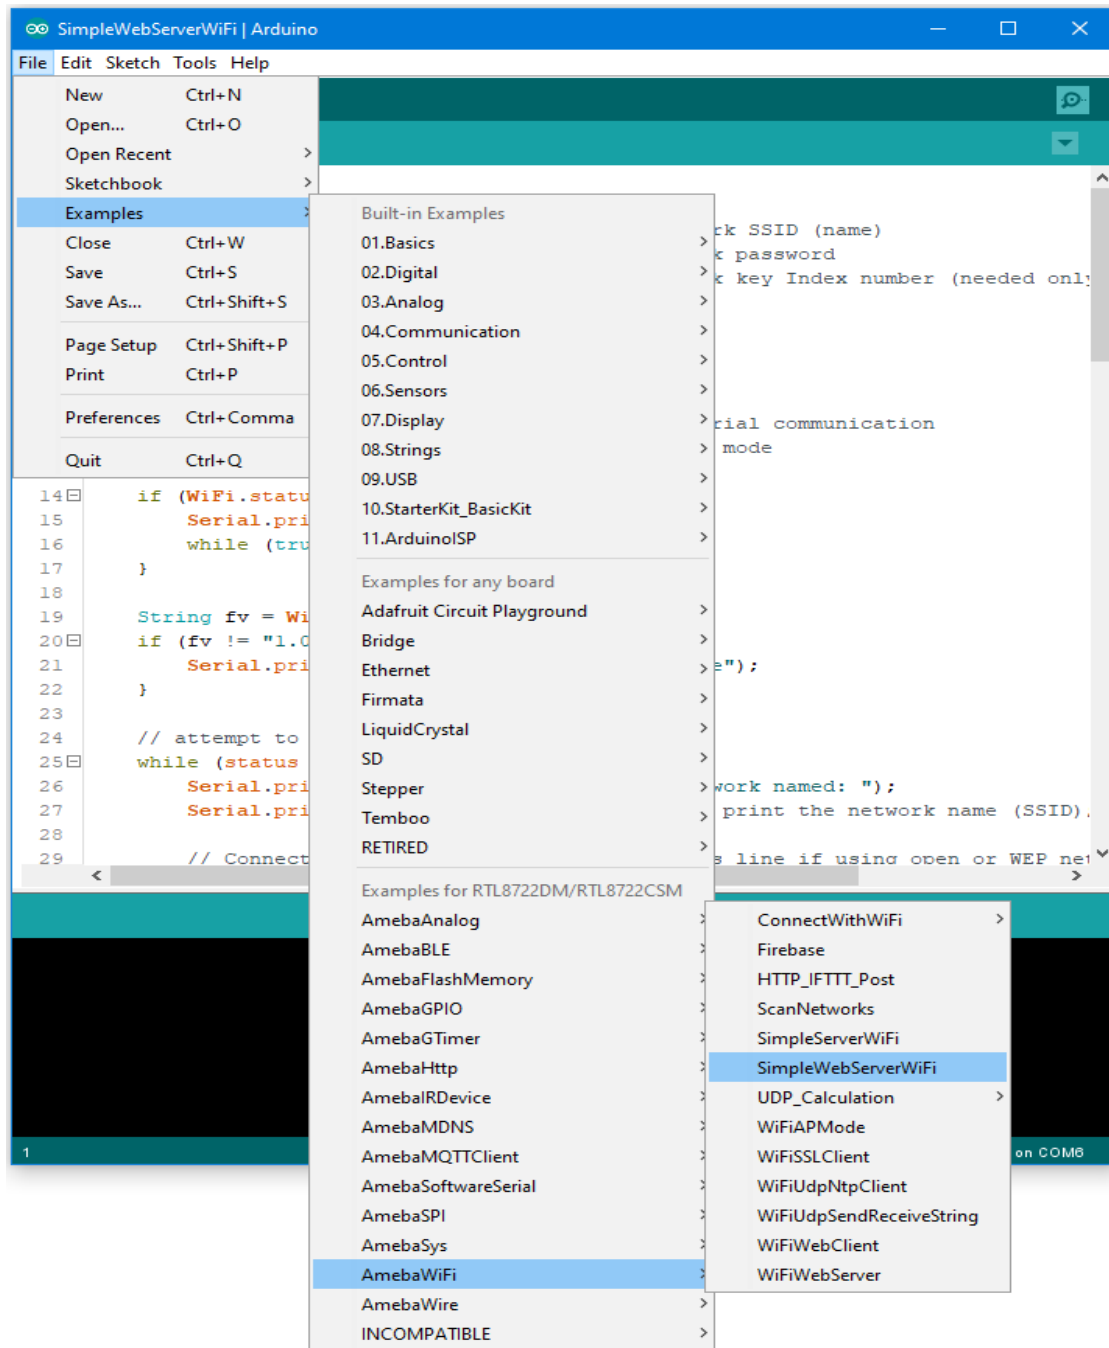 SimpleWebServerWiFi | Arduino
File Edit Sketch Tools Help
New Ctrl+N
Open... Ctrl+O
Open Recent >
Sketchbook >
Examples >
Close Ctrl+W
Save Ctrl+S
Save As... Ctrl+Shift+S
Page Setup Ctrl+Shift+P
Print Ctrl+P
Preferences Ctrl+Comma
Quit Ctrl+Q
Built-in Examples
01.Basics >
02.Digital >
03.Analog >
04.Communication >
05.Control >
06.Sensors >
07.Display >
08.Strings >
09.USB >
10.StarterKit_BasicKit >
11.ArduinoISP >
Examples for any board
Adafruit Circuit Playground >
Bridge >
Ethernet >
Firmata >
LiquidCrystal >
SD >
Stepper >
Temboo >
RETIRED >
Examples for RTL8722DM/RTL8722CSM
AmebaAnalog >
AmebaBLE >
AmebaFlashMemory >
AmebaGPIO >
AmebaGTimer >
AmebaHttp >
AmebaIRDevice >
AmebaMDNS >
AmebaMQTTClient >
AmebaSoftwareSerial >
AmebaSPI >
AmebaSys >
AmebaWiFi >
AmebaWire >
INCOMPATIBLE >
ConnectWithWiFi >
Firebase
HTTP_IFTTT_Post
ScanNetworks
SimpleServerWiFi
SimpleWebServerWiFi
UDP_Calculation >
WiFiAPMode
WiFiSSLClient
WiFiUdpNtpClient
WiFiUdpSendReceiveString
WiFiWebClient
WiFiWebServer
rk SSID (name)
k password
k key Index number (needed only
rial communication
mode
14 if (WiFi.statu
15 Serial.pri
16 while (tru
17 }
18
19 String fv = Wi
20 if (fv != "1.0
21 Serial.pri e");
22 }
23
24 // attempt to
25 while (status
26 Serial.pri work named: ");
27 Serial.pri print the network name (SSID)
28
29 // Connect s line if using open or WEP net
1 on COM6